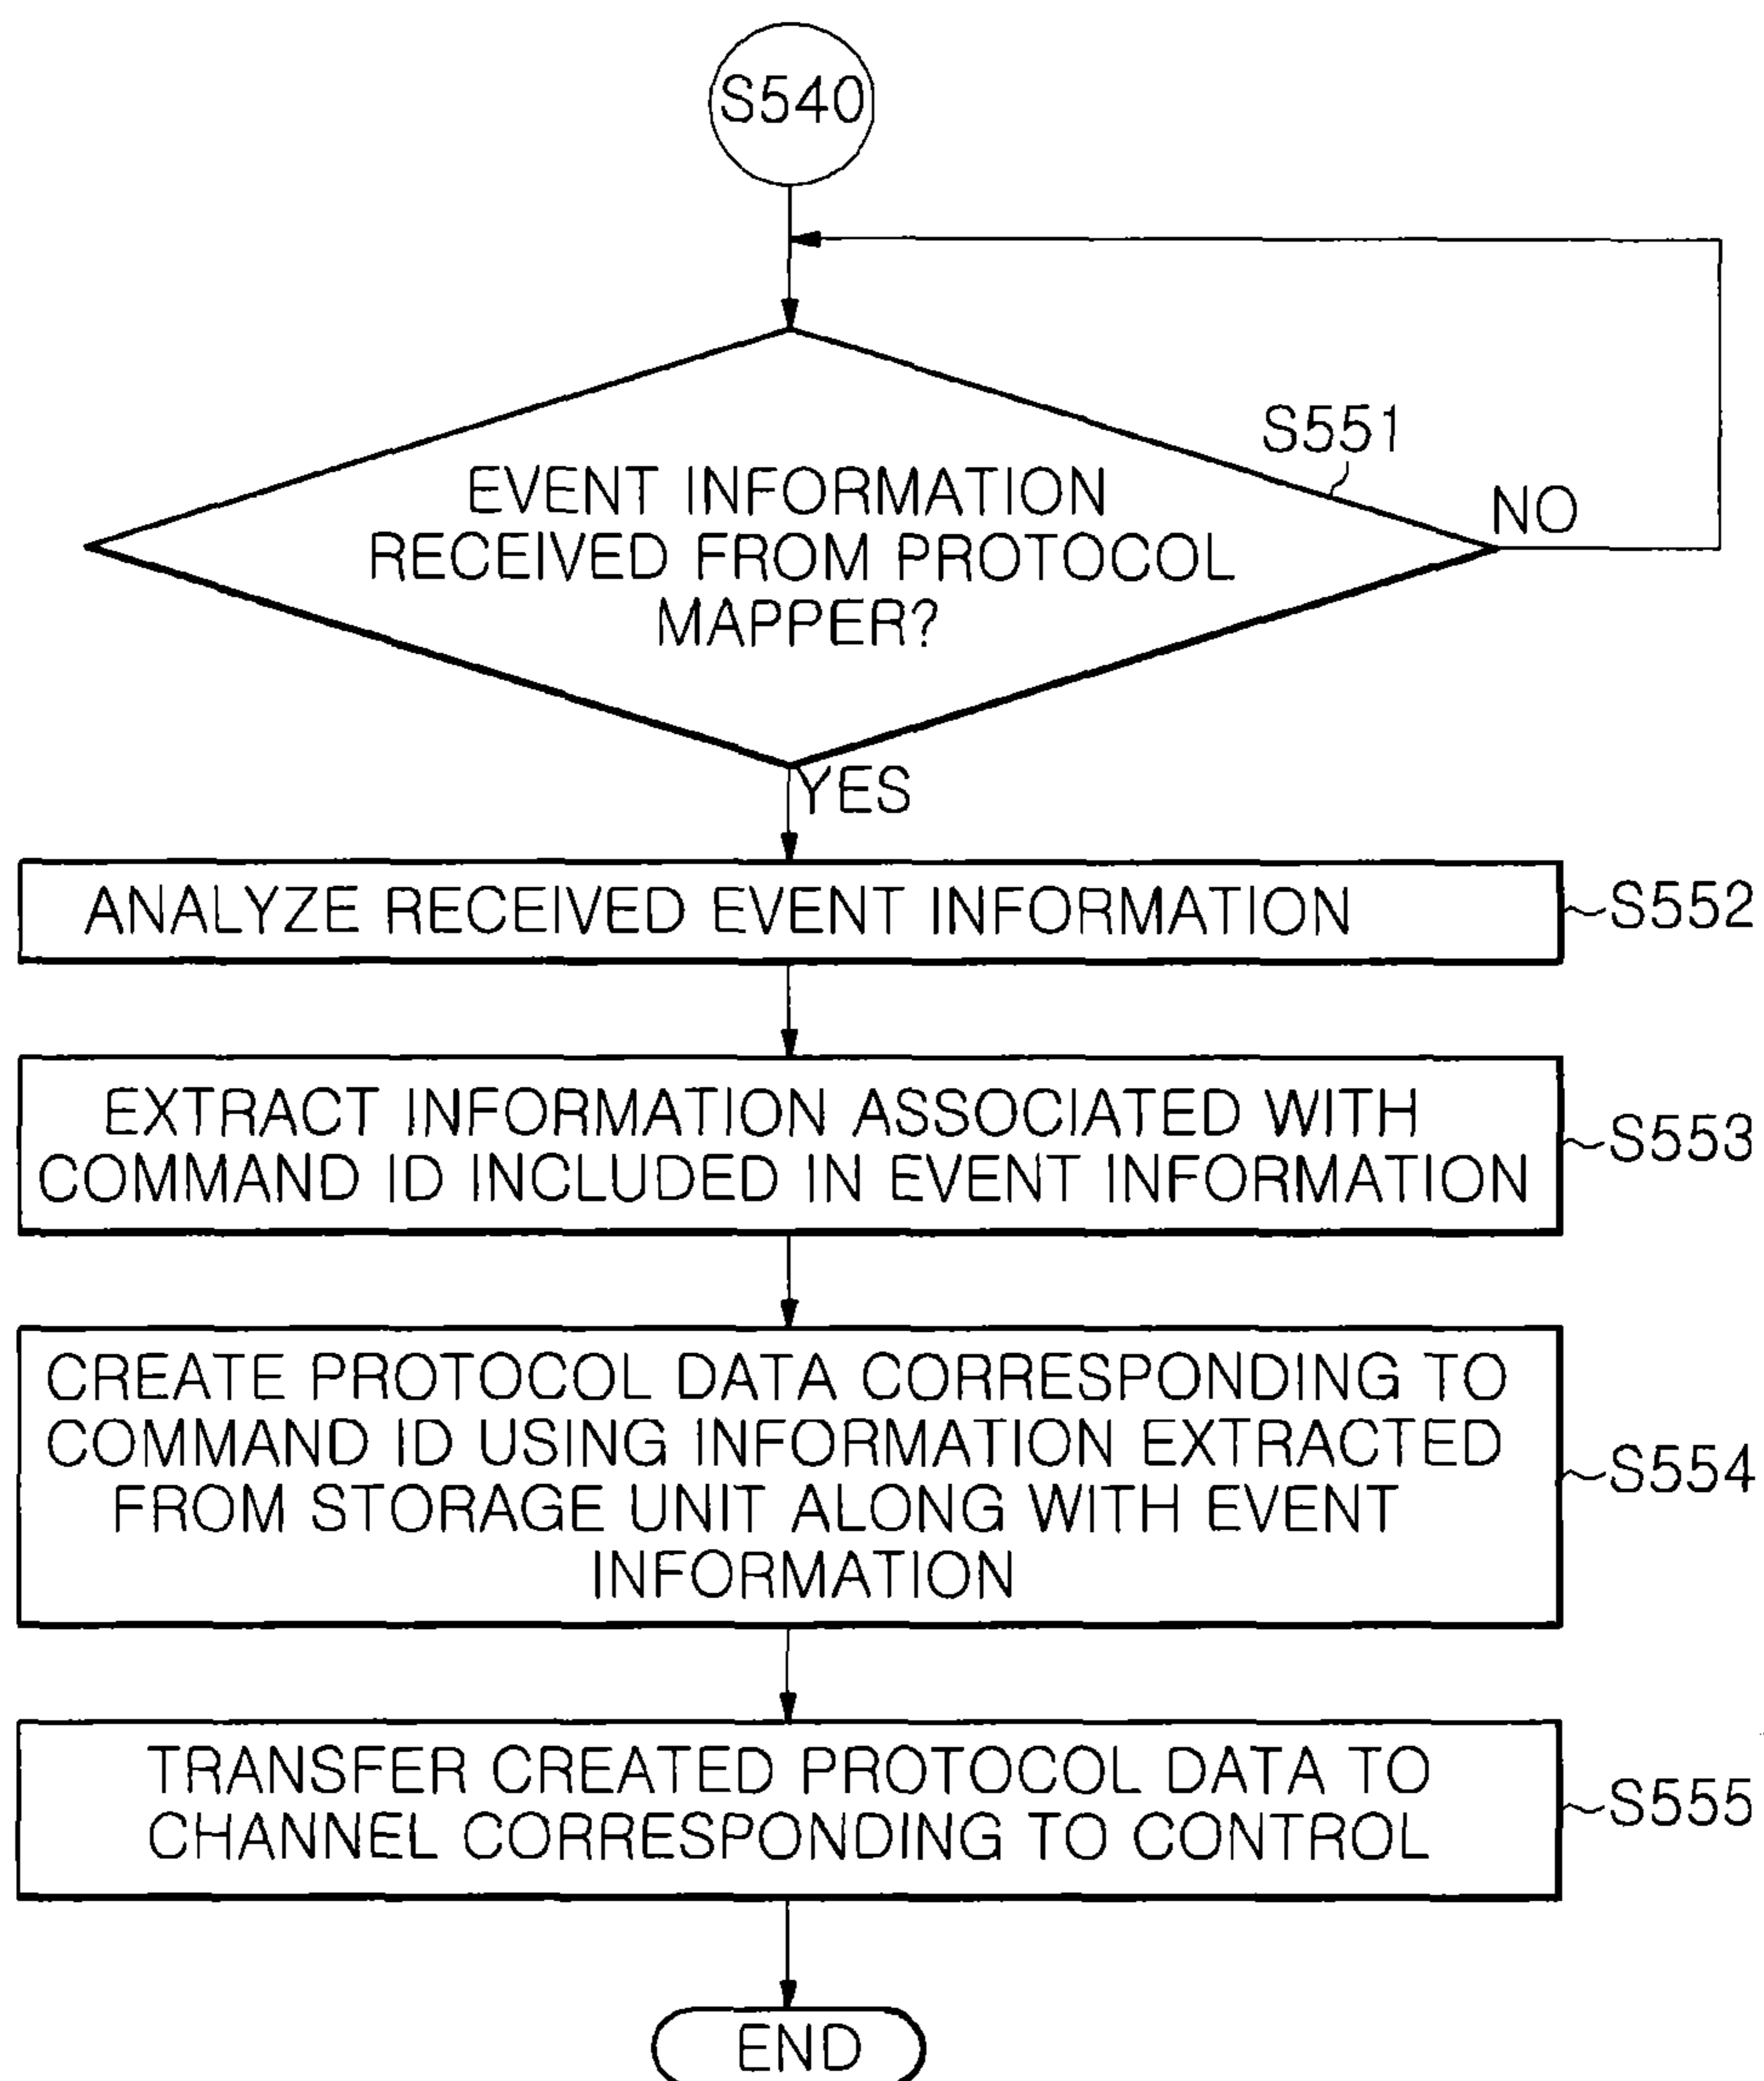 S540
S551
EVENT INFORMATION
RECEIVED FROM PROTOCOL
MAPPER?
NO
YES
ANALYZE RECEIVED EVENT INFORMATION
S552
EXTRACT INFORMATION ASSOCIATED WITH
COMMAND ID INCLUDED IN EVENT INFORMATION
S553
CREATE PROTOCOL DATA CORRESPONDING TO
COMMAND ID USING INFORMATION EXTRACTED
FROM STORAGE UNIT ALONG WITH EVENT
INFORMATION
S554
TRANSFER CREATED PROTOCOL DATA TO
CHANNEL CORRESPONDING TO CONTROL
S555
END